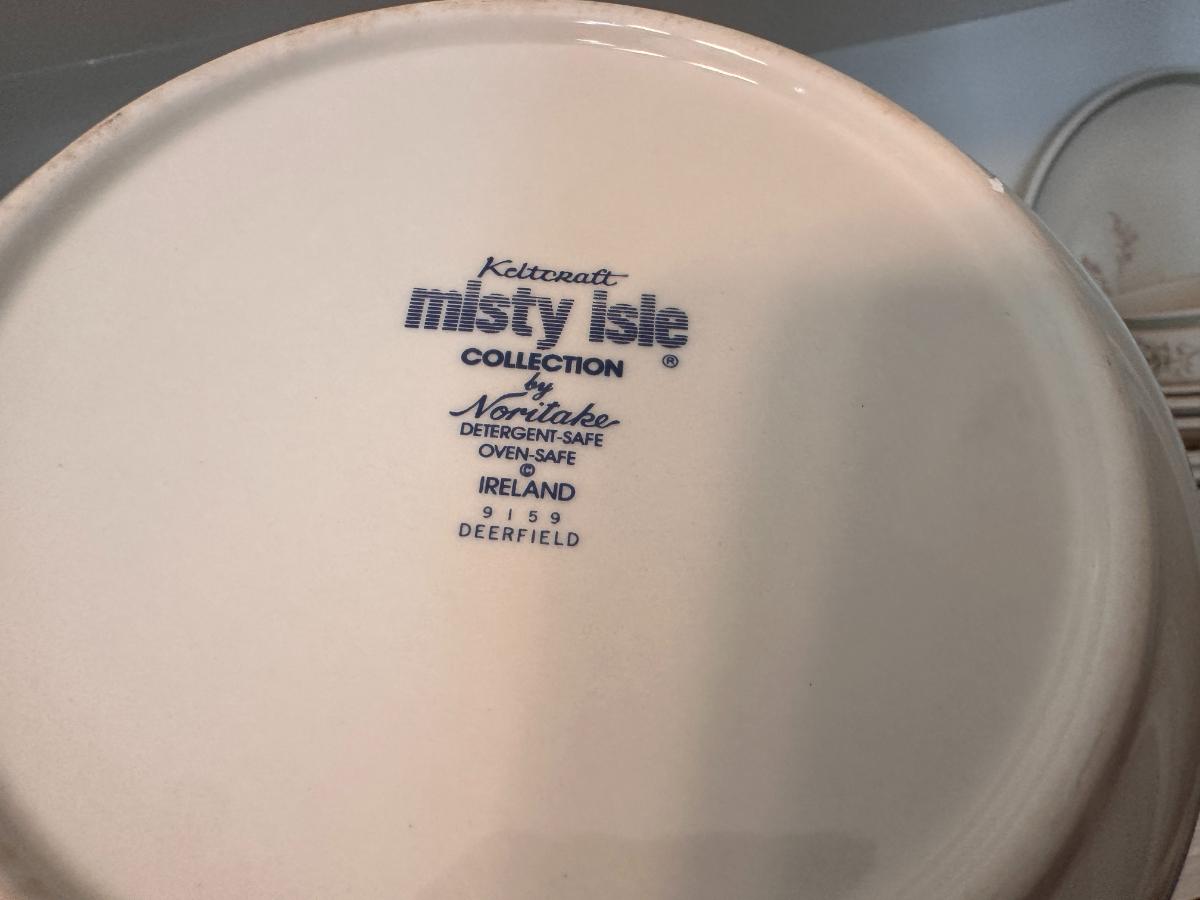 Keltcraft
misty isle
®
COLLECTION
by
Noritake
DETERGENT-SAFE
OVEN-SAFE
©
IRELAND
9159
DEERFIELD